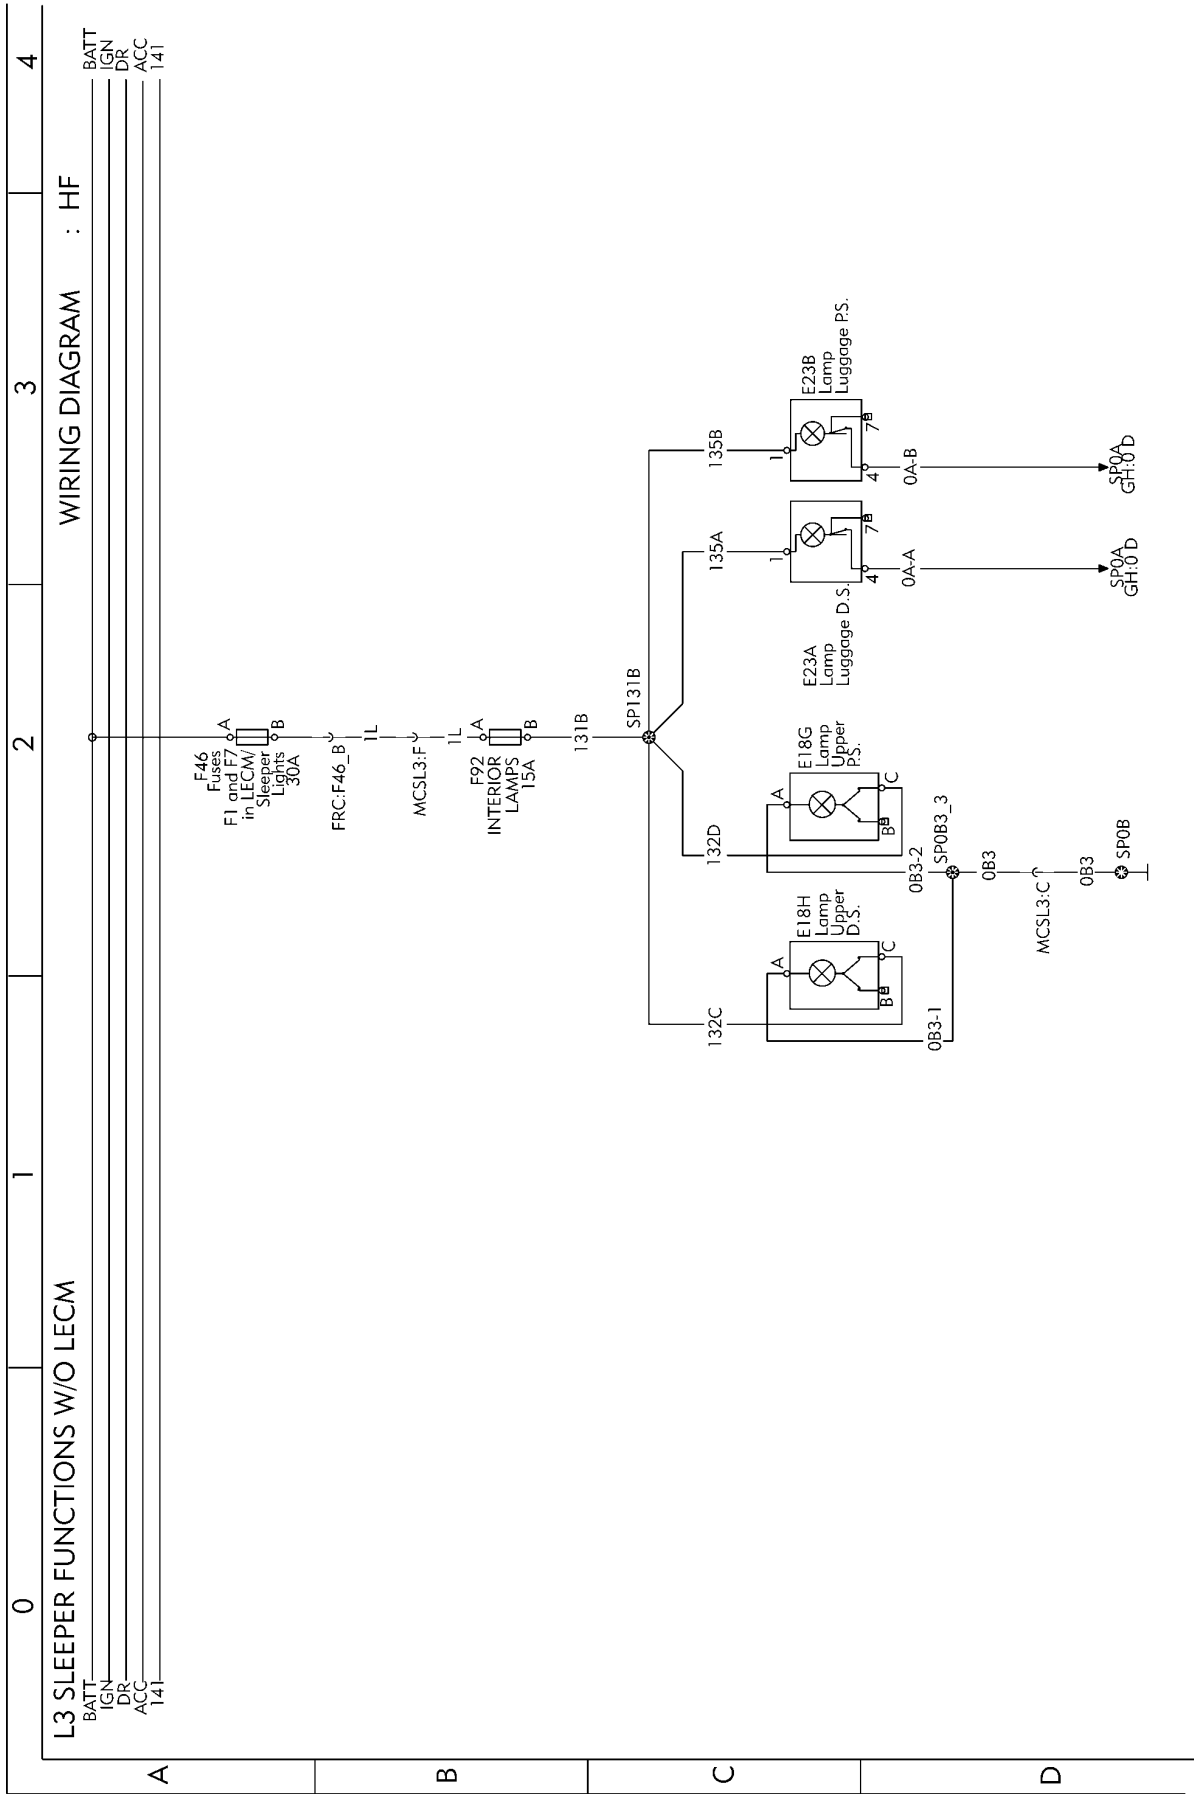 0
1
2
3
4
L3 SLEEPER FUNCTIONS W/O LECM
WIRING DIAGRAM : HF
BATT
IGN
DR
ACC
141
BATT
IGN
DR
ACC
141
A
B
C
D
F46
Fuses
F1 and F7
in LECM/
Sleeper
Lights
30A
A
B
FRC:F46_B
1L
MCSL3:F
1L
F92
INTERIOR
LAMPS
15A
A
B
131B
SP131B
132C
132D
135A
135B
E18H
Lamp
Upper
D.S.
A
B
C
E18G
Lamp
Upper
P.S.
A
B
C
E23A
Lamp
Luggage D.S.
1
4
7
E23B
Lamp
Luggage P.S.
1
4
7
0B3-1
0B3-2
SP0B3_3
0B3
MCSL3:C
0B3
SP0B
0A-A
SP0A
GH:0 D
0A-B
SP0A
GH:0 D